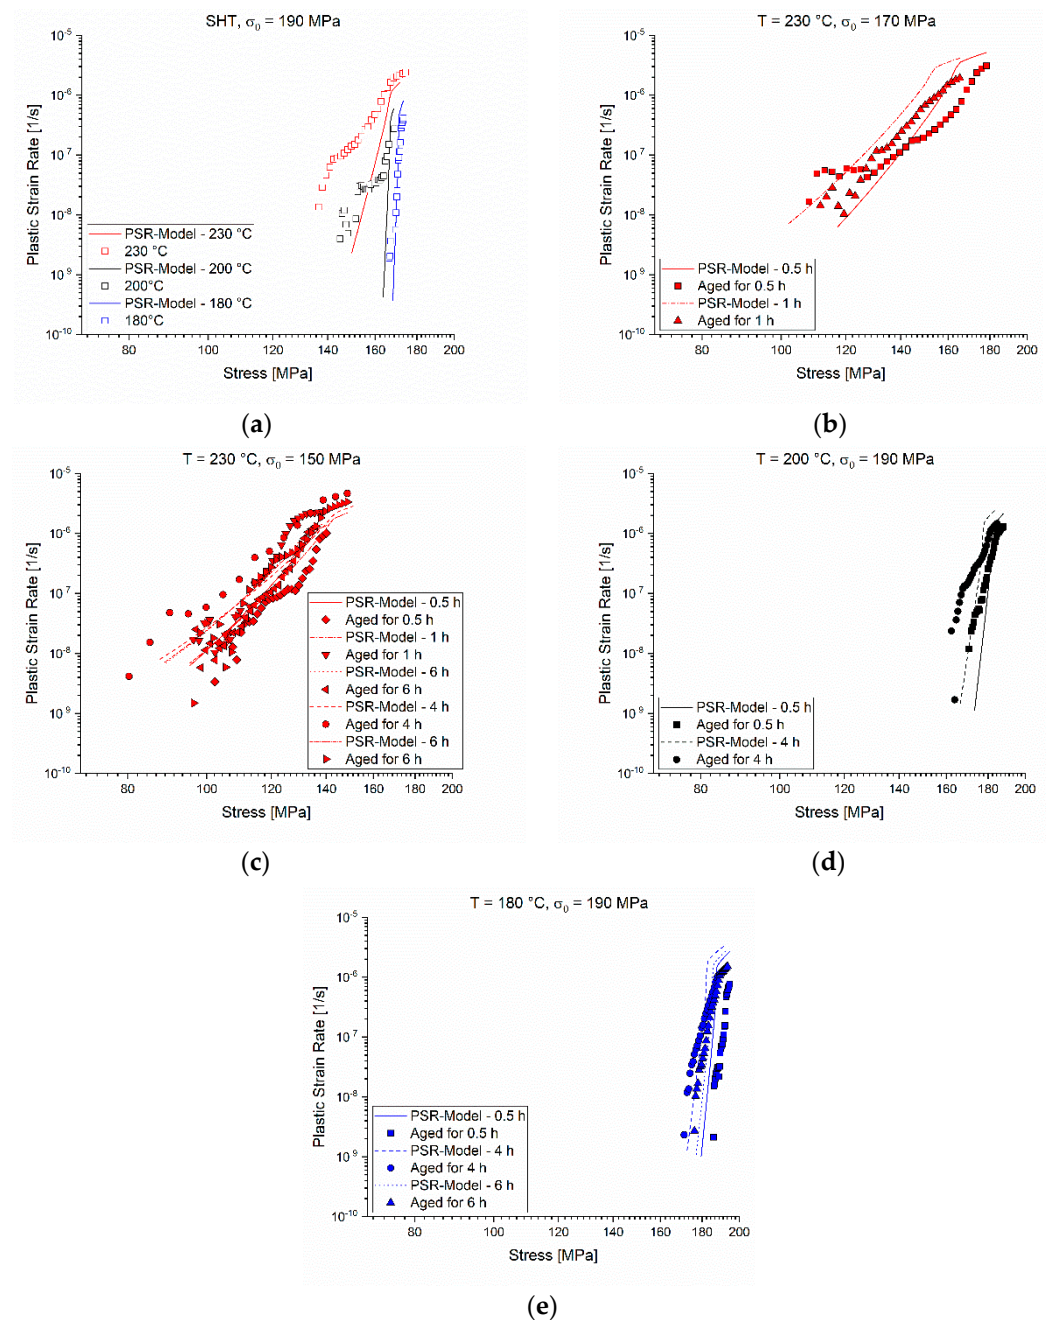 SHT, σ0 = 190 MPa
Plastic Strain Rate [1/s]
10-5
10-6
10-7
10-8
10-9
10-10
PSR-Model - 230 °C
230 °C
PSR-Model - 200 °C
200°C
PSR-Model - 180 °C
180°C
80 100 120 140 160 180 200
Stress [MPa]
(a)
T = 230 °C, σ0 = 170 MPa
Plastic Strain Rate [1/s]
10-5
10-6
10-7
10-8
10-9
10-10
PSR-Model - 0.5 h
Aged for 0.5 h
PSR-Model - 1 h
Aged for 1 h
80 100 120 140 160 180 200
Stress [MPa]
(b)
T = 230 °C, σ0 = 150 MPa
Plastic Strain Rate [1/s]
10-5
10-6
10-7
10-8
10-9
10-10
PSR-Model - 0.5 h
Aged for 0.5 h
PSR-Model - 1 h
Aged for 1 h
PSR-Model - 6 h
Aged for 6 h
PSR-Model - 4 h
Aged for 4 h
PSR-Model - 6 h
Aged for 6 h
80 100 120 140 160 180 200
Stress [MPa]
(c)
T = 200 °C, σ0 = 190 MPa
Plastic Strain Rate [1/s]
10-5
10-6
10-7
10-8
10-9
10-10
PSR-Model - 0.5 h
Aged for 0.5 h
PSR-Model - 4 h
Aged for 4 h
80 100 120 140 160 180 200
Stress [MPa]
(d)
T = 180 °C, σ0 = 190 MPa
Plastic Strain Rate [1/s]
10-5
10-6
10-7
10-8
10-9
10-10
PSR-Model - 0.5 h
Aged for 0.5 h
PSR-Model - 4 h
Aged for 4 h
PSR-Model - 6 h
Aged for 6 h
80 100 120 140 160 180 200
Stress [MPa]
(e)